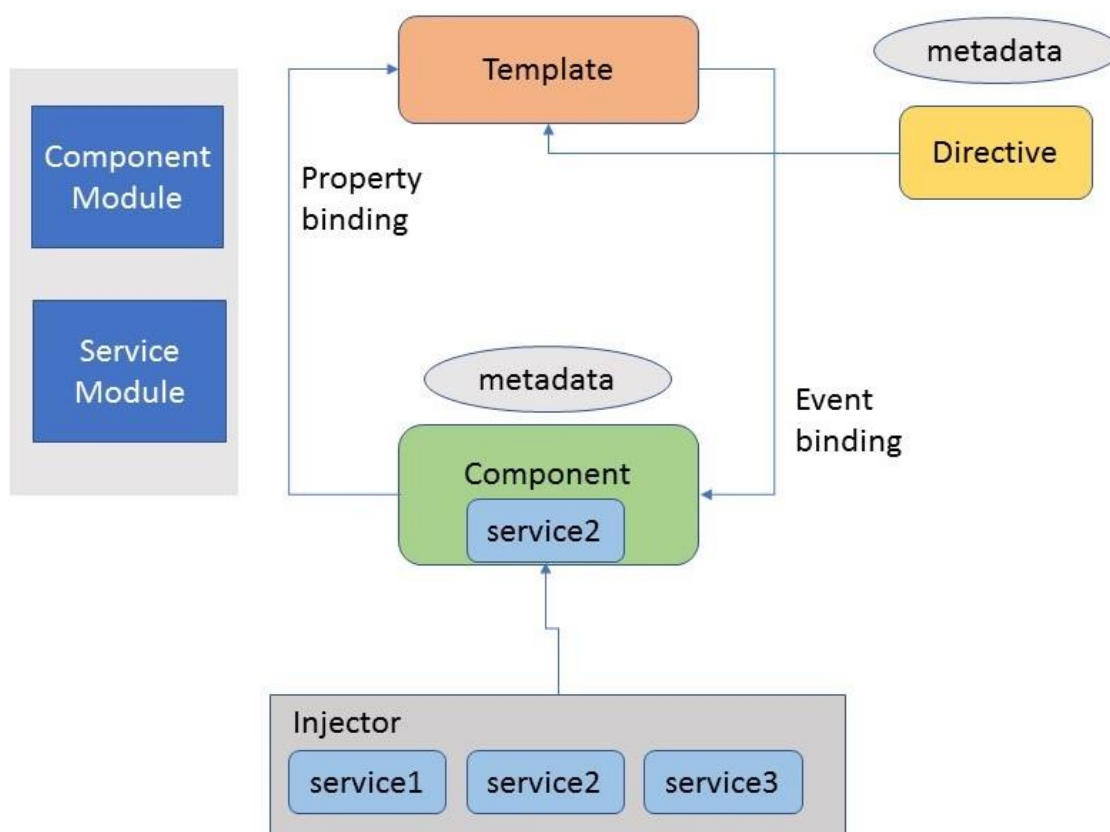 metadata
Template
Directive
Component
Module
Property
binding
Service
Module
metadata
Event
binding
Component
service2
Injector
service1 service2 service3